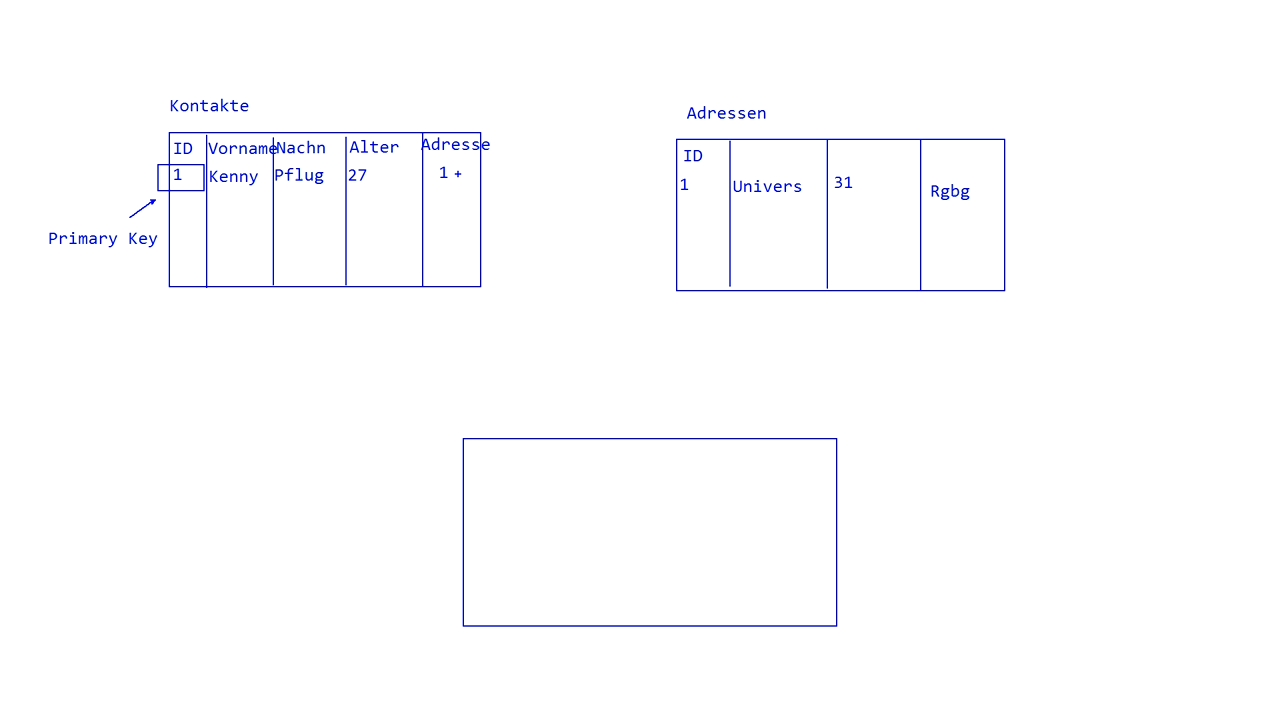 Kontakte
ID Vorname Nachn Alter Adresse
1 Kenny Pflug 27 1 +
Primary Key
Adressen
ID
1 Univers 31 Rgbg